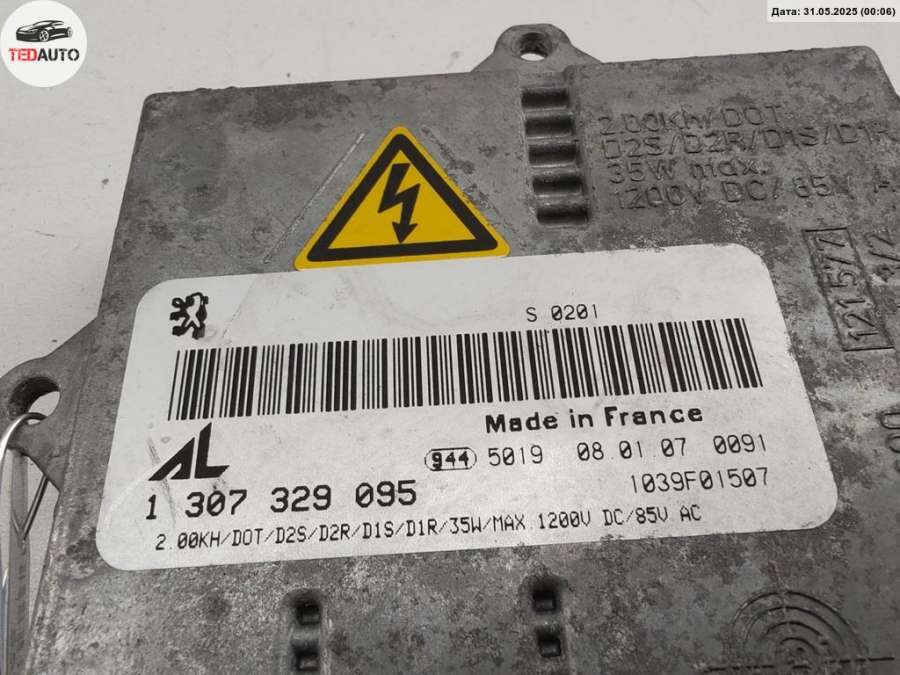 Дата: 31.05.2025 (00:06)
TEDAUTO
2.00Kh/DOT
D2S/D2R/D1S/D1R
35W max.
1200V DC/85V A
121577
S 0201
Made in France
944 5019 08.01.07 0091
AL
1 307 329 095
1039F01507
2.00KH/DOT/D2S/D2R/D1S/D1R/35W/MAX 1200V DC/85V AC